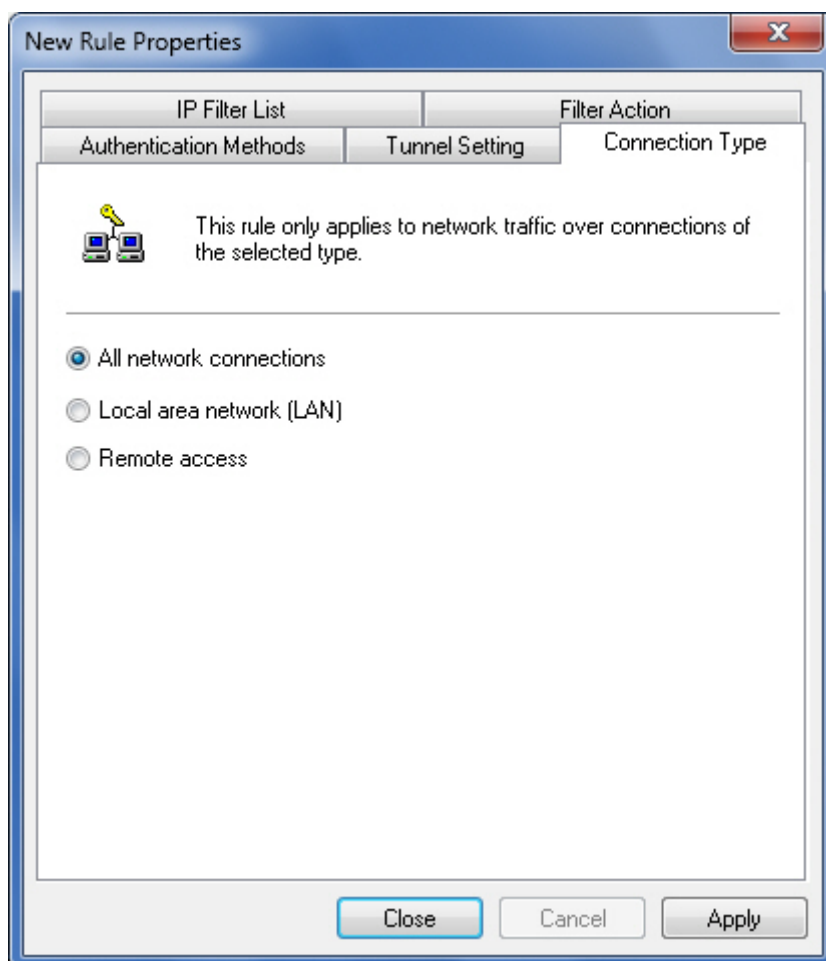 New Rule Properties
IP Filter List
Filter Action
Authentication Methods
Tunnel Setting
Connection Type
This rule only applies to network traffic over connections of
the selected type.
All network connections
Local area network (LAN)
Remote access
Close
Cancel
Apply